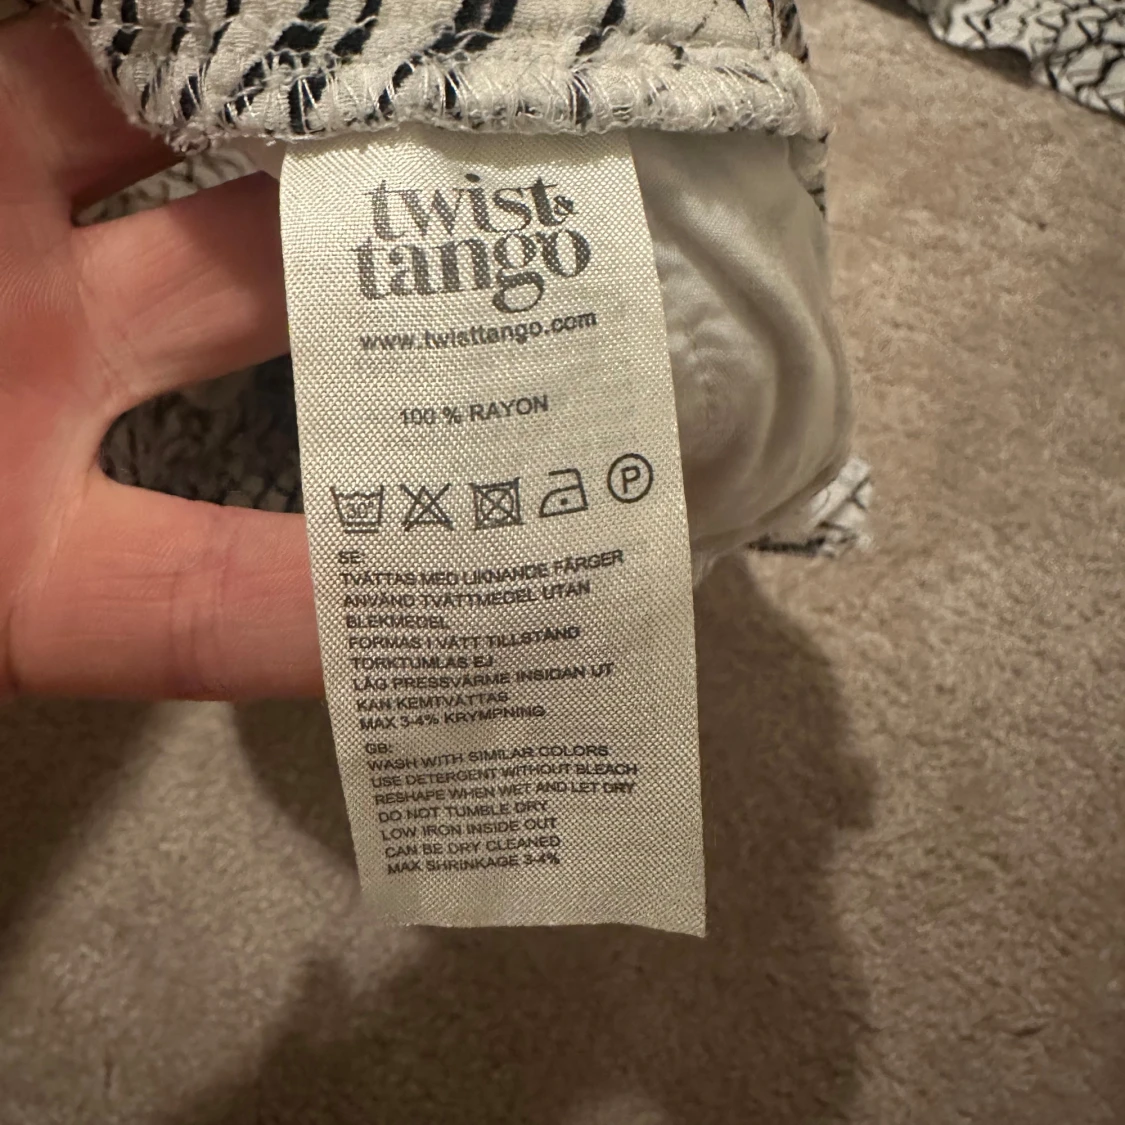 twist &
tango
www.twisttango.com
100 % RAYON
30° P
SE:
TVÄTTAS MED LIKNANDE FÄRGER
ANVÄND TVÄTTMEDEL UTAN
BLEKMEDEL
FORMAS I VÅTT TILLSTÅND
TORKTUMLAS EJ
LÅG PRESSVÄRME INSIDAN UT
KAN KEMTVÄTTAS
MAX 3-4% KRYMPNING
GB:
WASH WITH SIMILAR COLORS
USE DETERGENT WITHOUT BLEACH
RESHAPE WHEN WET AND LET DRY
DO NOT TUMBLE DRY
LOW IRON INSIDE OUT
CAN BE DRY CLEANED
MAX SHRINKAGE 3-4%